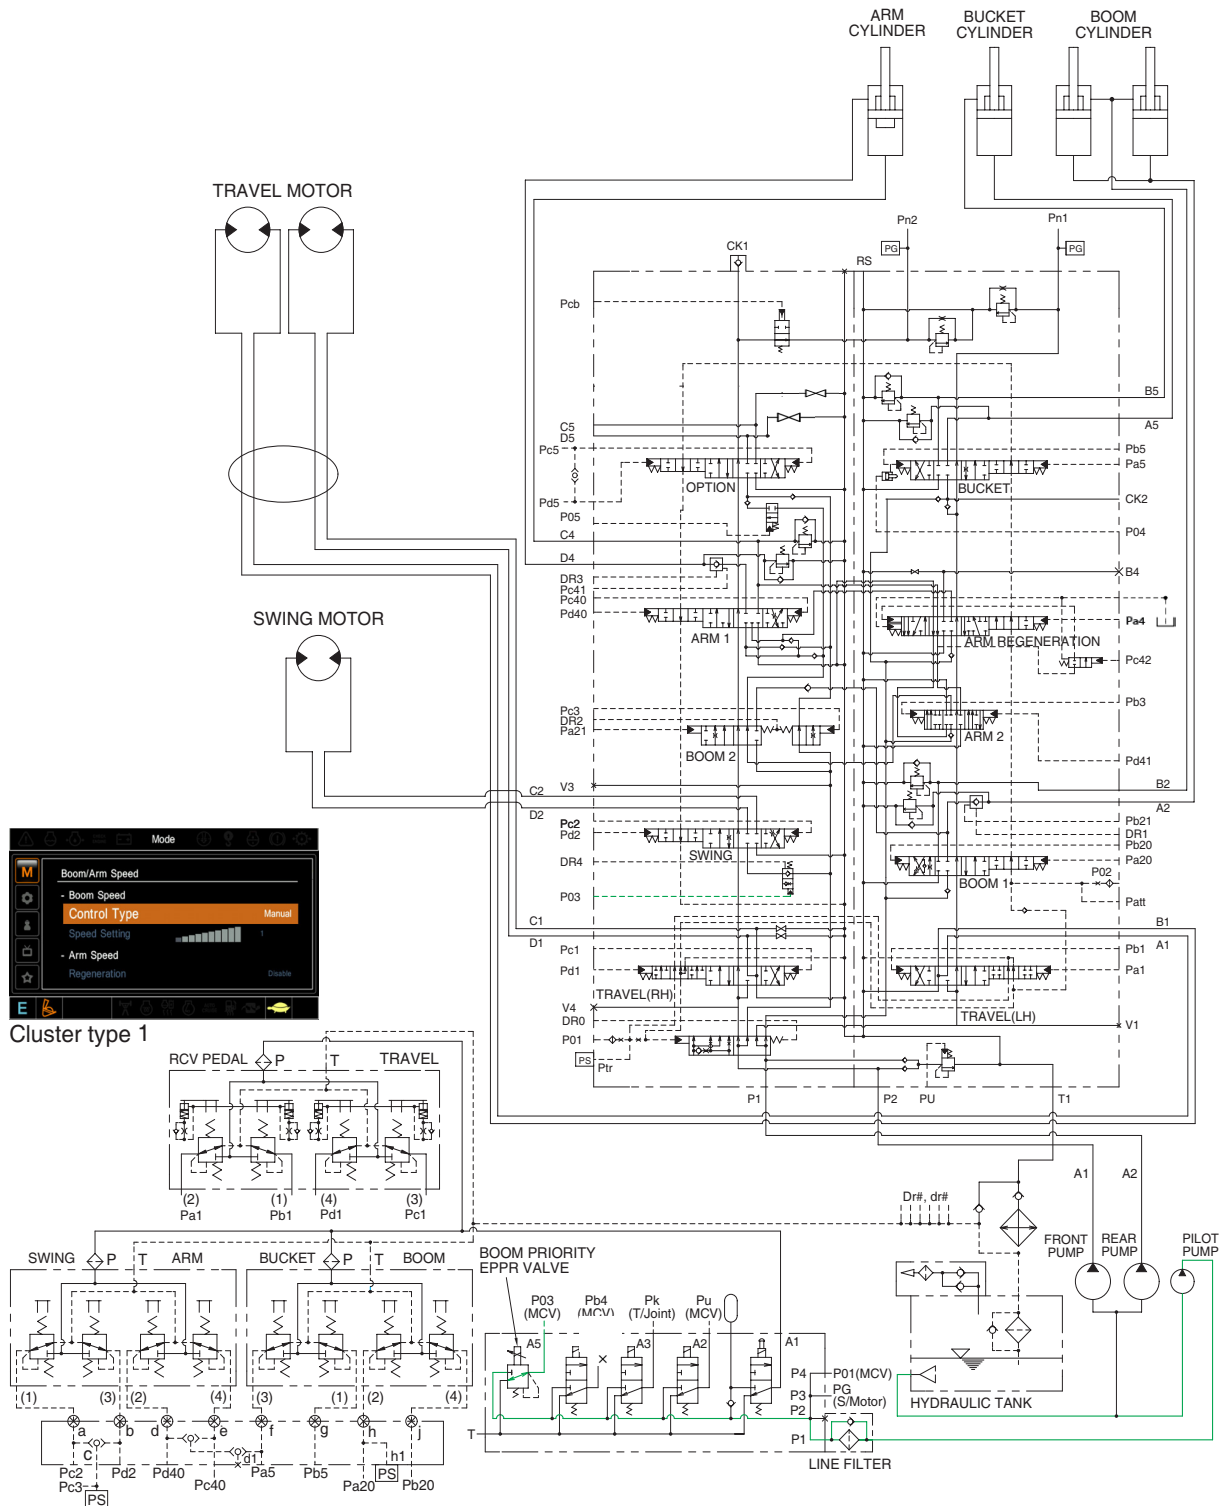 ARM
CYLINDER
BUCKET
CYLINDER
BOOM
CYLINDER
TRAVEL MOTOR
Pn2
Pn1
CK1
PG
PG
RS
Pcb
B5
A5
C5
D5
Pc5
Pb5
Pa5
OPTION
BUCKET
Pd5
CK2
P05
P04
C4
D4
DR3
Pc41
Pc40
Pd40
B4
ARM 1
Pa4
ARM REGENERATION
SWING MOTOR
Pc42
Pc3
DR2
Pa21
Pb3
BOOM 2
ARM 2
Pd41
V3
B2
C2
A2
D2
Pc2
Pd2
Pb21
DR1
Pb20
SWING
Pa20
DR4
BOOM 1
P02
P03
Patt
C1
B1
D1
A1
Pc1
Pb1
Pd1
Pa1
TRAVEL(RH)
V4
TRAVEL(LH)
DR0
V1
P01
PS
Ptr
P1
P2
PU
T1
Mode
M
Boom/Arm Speed
- Boom Speed
Control Type
Manual
Speed Setting
1
- Arm Speed
Regeneration
Disable
E
Cluster type 1
RCV PEDAL
P
T
TRAVEL
(2)
(1)
(4)
(3)
Pa1
Pb1
Pd1
Pc1
A1
A2
Dr#, dr#
FRONT
PUMP
REAR
PUMP
PILOT
PUMP
HYDRAULIC TANK
SWING
P
T
ARM
BUCKET
P
T
BOOM
(1)
(3)
(2)
(4)
(3)
(1)
(2)
(4)
a
b
d
e
f
g
h
j
c
d1
h1
Pc2
Pd2
Pd40
Pa5
Pb5
PS
Pc3
PS
Pc40
Pa20
Pb20
BOOM PRIORITY
EPPR VALVE
P03
(MCV)
Pb4
(MCV)
Pk
(T/Joint)
Pu
(MCV)
A5
A3
A2
A1
P4
P01(MCV)
P3
PG
(S/Motor)
P2
P1
T
LINE FILTER